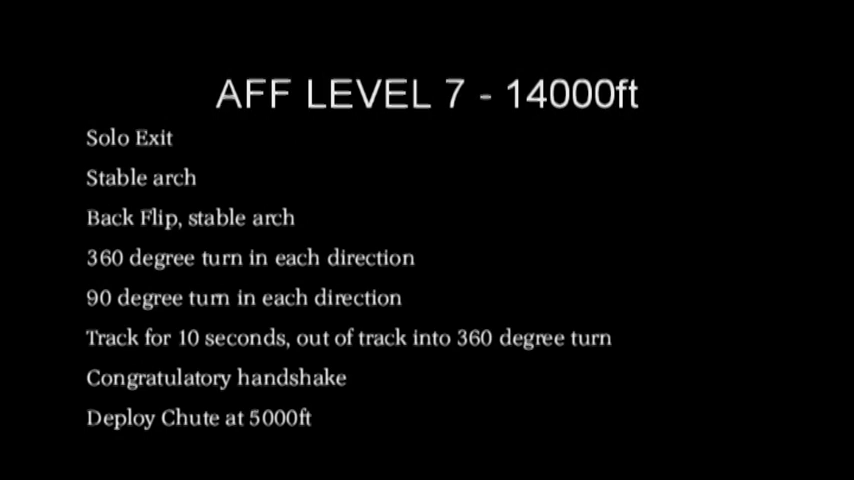 AFF LEVEL 7 - 14000ft
Solo Exit
Stable arch
Back Flip, stable arch
360 degree turn in each direction
90 degree turn in each direction
Track for 10 seconds, out of track into 360 degree turn
Congratulatory handshake
Deploy Chute at 5000ft